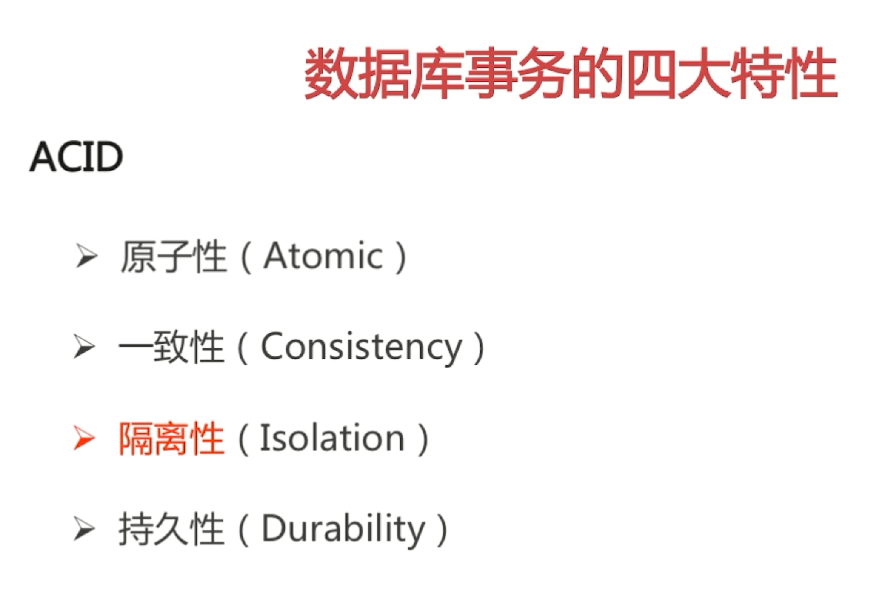 数据库事务的四大特性
ACID
原子性（Atomic）
一致性（Consistency）
隔离性（Isolation）
持久性（Durability）